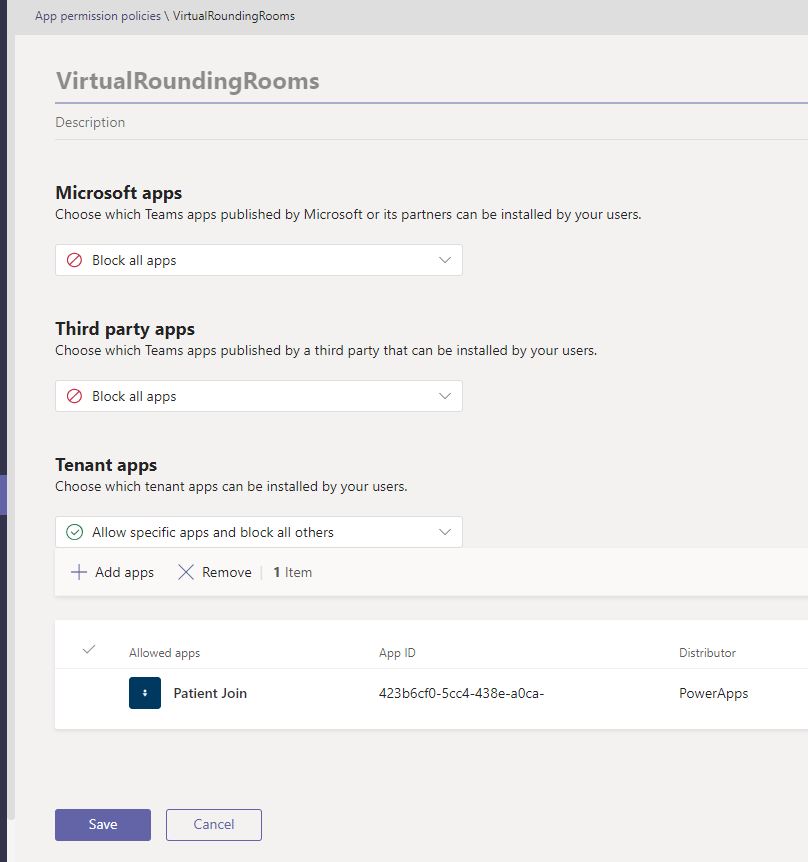 App permission policies \ VirtualRoundingRooms
VirtualRoundingRooms
Description
Microsoft apps
Choose which Teams apps published by Microsoft or its partners can be installed by your users.
Block all apps
Third party apps
Choose which Teams apps published by a third party that can be installed by your users.
Block all apps
Tenant apps
Choose which tenant apps can be installed by your users.
Allow specific apps and block all others
Add apps Remove 1 Item
Allowed apps App ID Distributor
Patient Join 423b6cf0-5cc4-438e-a0ca- PowerApps
Save Cancel